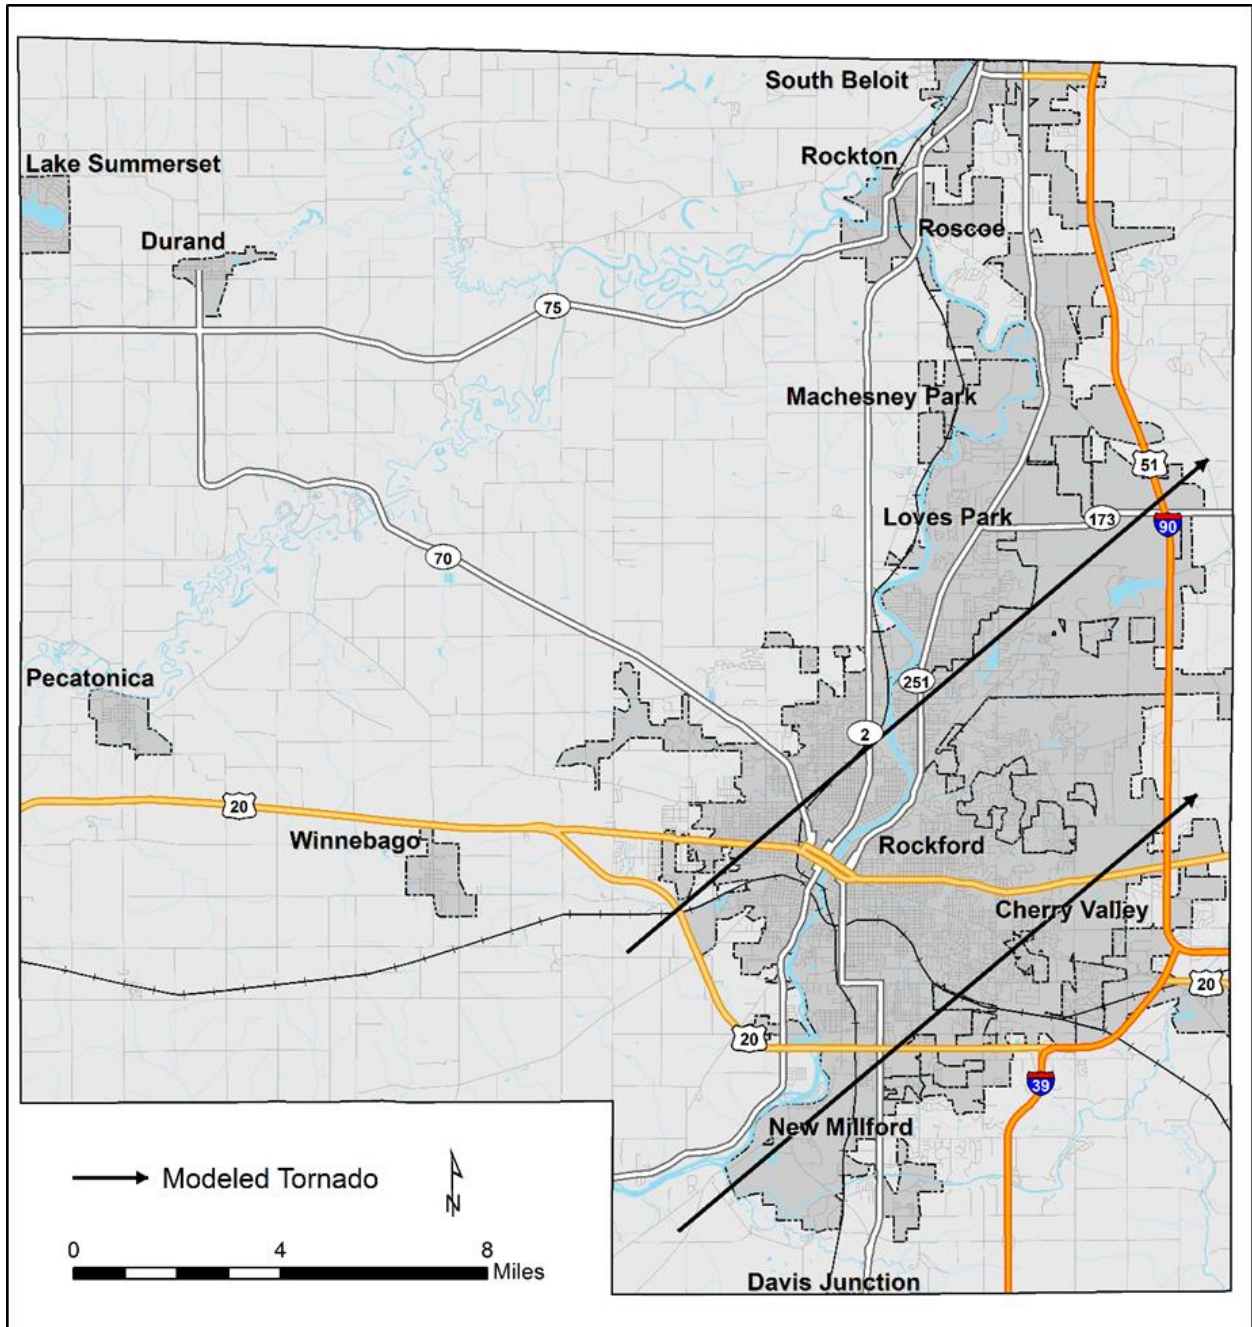 South Beloit
Lake Summerset
Rockton
Roscoe
Durand
75
Machesney Park
51
Loves Park
173
90
70
Pecatonica
251
2
20
Winnebago
Rockford
Cherry Valley
20
20
39
New Millford
Modeled Tornado
N
0 4 8
Miles
Davis Junction